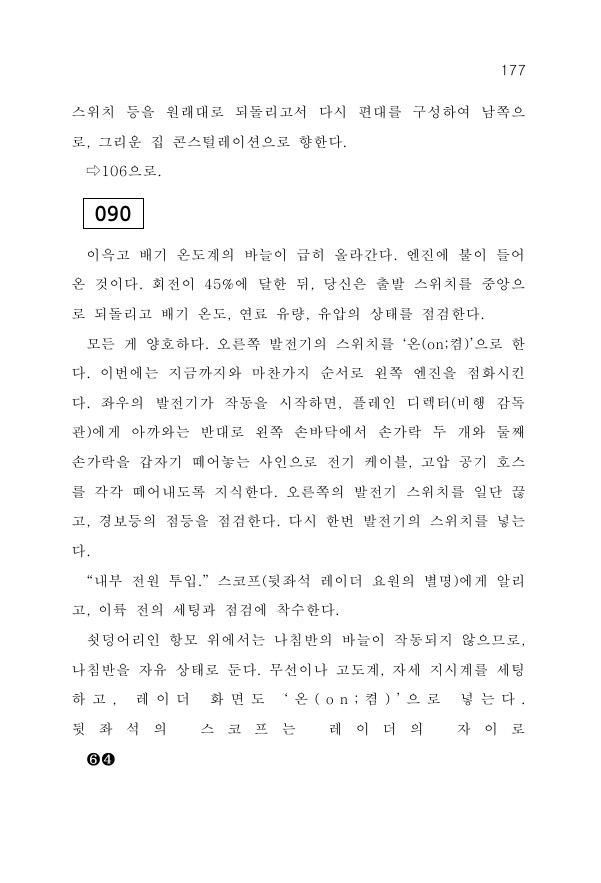 177
스위치 등을 원래대로 되돌리고서 다시 편대를 구성하여 남쪽으
로, 그리운 집 콘스털레이션으로 향한다.
⇨106으로.
090
이윽고 배기 온도계의 바늘이 급히 올라간다. 엔진에 불이 들어
온 것이다. 회전이 45%에 달한 뒤, 당신은 출발 스위치를 중앙으
로 되돌리고 배기 온도, 연료 유량, 유압의 상태를 점검한다.
모든 게 양호하다. 오른쪽 발전기의 스위치를 ‘온(on;켬)’으로 한
다. 이번에는 지금까지와 마찬가지 순서로 왼쪽 엔진을 점화시킨
다. 좌우의 발전기가 작동을 시작하면, 플레인 디렉터(비행 감독
관)에게 아까와는 반대로 왼쪽 손바닥에서 손가락 두 개와 둘째
손가락을 갑자기 떼어놓는 사인으로 전기 케이블, 고압 공기 호스
를 각각 떼어내도록 지식한다. 오른쪽의 발전기 스위치를 일단 끊
고, 경보등의 점등을 점검한다. 다시 한번 발전기의 스위치를 넣는
다.
“내부 전원 투입.” 스코프(뒷좌석 레이더 요원의 별명)에게 알리
고, 이륙 전의 세팅과 점검에 착수한다.
쇳덩어리인 항모 위에서는 나침반의 바늘이 작동되지 않으므로,
나침반을 자유 상태로 둔다. 무선이나 고도계, 자세 지시계를 세팅
하고, 레이더 화면도 ‘온(on;켬)’으로 넣는다.
뒷좌석의 스코프는 레이더의 자이로
❻❹